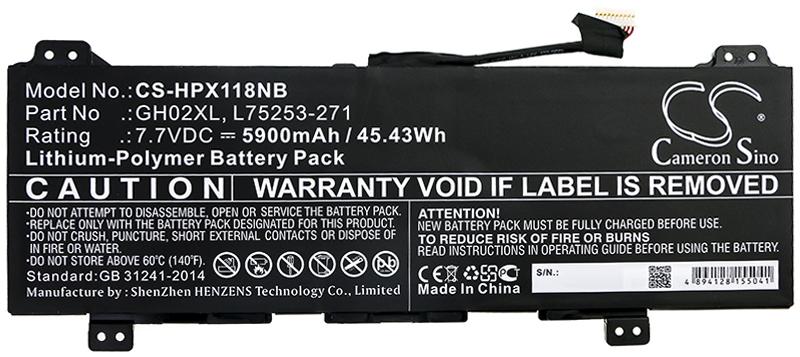 Model No.: CS-HPX118NB
Part No :GH02XL, L75253-271
Rating :7.7VDC ⎓ 5900mAh / 45.43Wh
Lithium-Polymer Battery Pack
CS
Cameron Sino
CAUTION WARRANTY VOID IF LABEL IS REMOVED
•DO NOT ATTEMPT TO DISASSEMBLE, OPEN OR SERVICE THE BATTERY PACK.
•REPLACE ONLY WITH THE BATTERY PACK DESIGNATED FOR THIS PRODUCT.
•DO NOT CRUSH, PUNCTURE, SHORT EXTERNAL CONTACTS OR DISPOSE OF
IN FIRE OR WATER.
•DO NOT STORE ABOVE 60℃ (140℉).
Standard:GB 31241-2014
Manufacture by : ShenZhen HENZENS Technology Co., Limited
ATTENTION!
NEW BATTERY PACK MUST BE FULLY CHARGED BEFORE USE
TO REDUCE RISK OF FIRE OR BURNS
READ INSTRUCTIONS IN OPERATING GUIDE BEFORE USING BATTERY
S/N.:
4 894128 155041